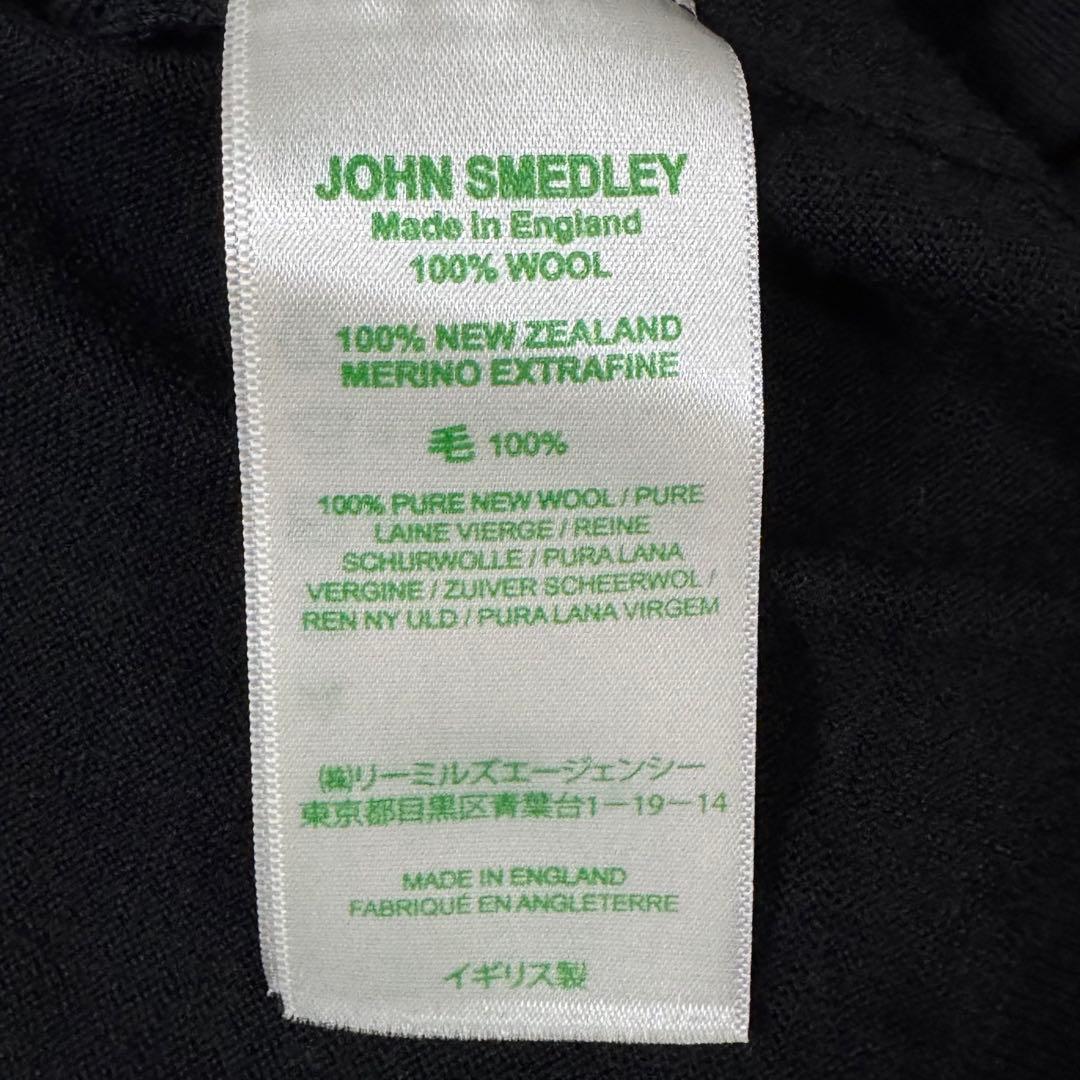 JOHN SMEDLEY
Made in England
100% WOOL
100% NEW ZEALAND
MERINO EXTRAFINE
毛 100%
100% PURE NEW WOOL / PURE
LAINE VIERGE / REINE
SCHURWOLLE / PURA LANA
VERGINE / ZUIVER SCHEERWOL /
REN NY ULD / PURA LANA VIRGEM
㈱リーミルズエージェンシー
東京都目黒区青葉台1－19－14
MADE IN ENGLAND
FABRIQUÉ EN ANGLETERRE
イギリス製